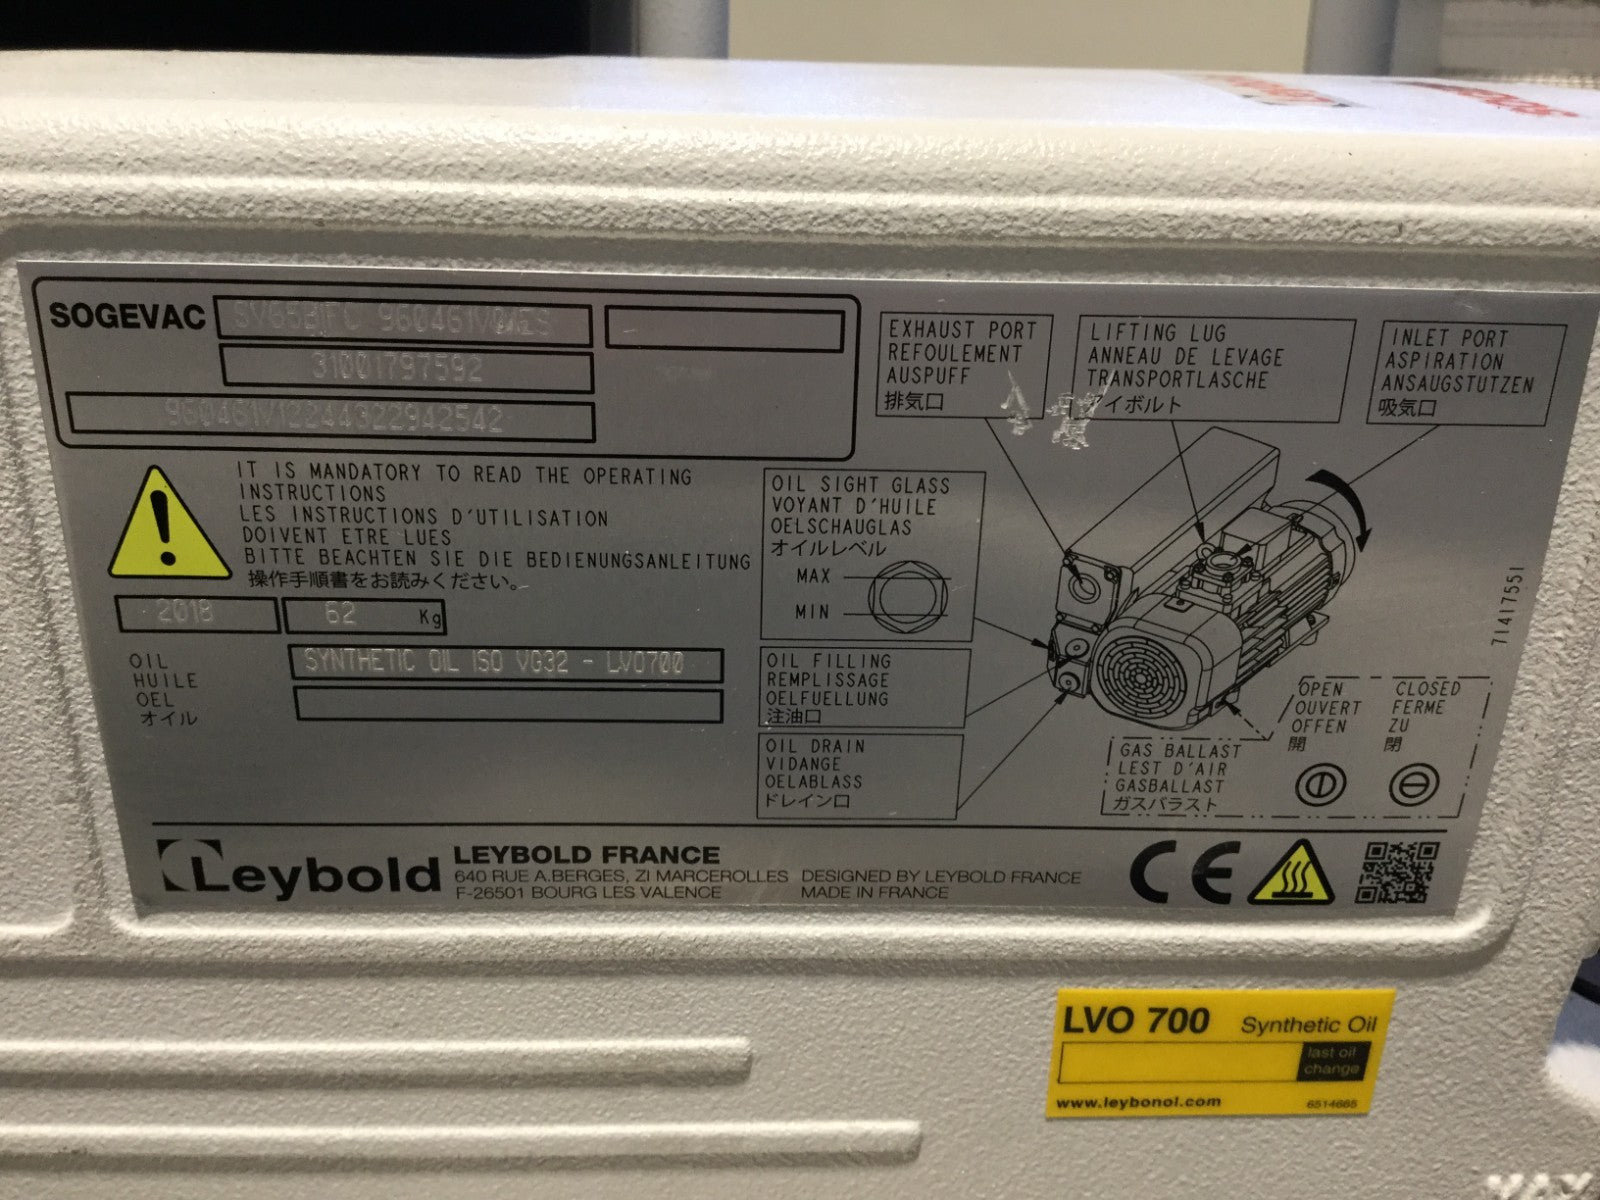 SOGEVAC
SV65BIFC 960461V04ES
31001797592
960461V12244322942542
EXHAUST PORT
REFOULEMENT
AUSPUFF
排気口
LIFTING LUG
ANNEAU DE LEVAGE
TRANSPORTLASCHE
アイボルト
INLET PORT
ASPIRATION
ANSAUGSTUTZEN
吸気口
IT IS MANDATORY TO READ THE OPERATING
INSTRUCTIONS
LES INSTRUCTIONS D'UTILISATION
DOIVENT ETRE LUES
BITTE BEACHTEN SIE DIE BEDIENUNGSANLEITUNG
操作手順書をお読みください。
2018
62 Kg
OIL
HUILE
OEL
オイル
SYNTHETIC OIL ISO VG32 - LVO700
OIL SIGHT GLASS
VOYANT D'HUILE
OELSCHAUGLAS
オイルレベル
MAX
MIN
OIL FILLING
REMPLISSAGE
OELFUELLUNG
注油口
OIL DRAIN
VIDANGE
OELABLASS
ドレイン口
71417551
OPEN
OUVERT
OFFEN
開
CLOSED
FERME
ZU
閉
GAS BALLAST
LEST D'AIR
GASBALLAST
ガスバラスト
Leybold
LEYBOLD FRANCE
640 RUE A.BERGES, ZI MARCEROLLES
F-26501 BOURG LES VALENCE
DESIGNED BY LEYBOLD FRANCE
MADE IN FRANCE
CE
LVO 700 Synthetic Oil
last oil
change
www.leybonol.com
6514665
MAX